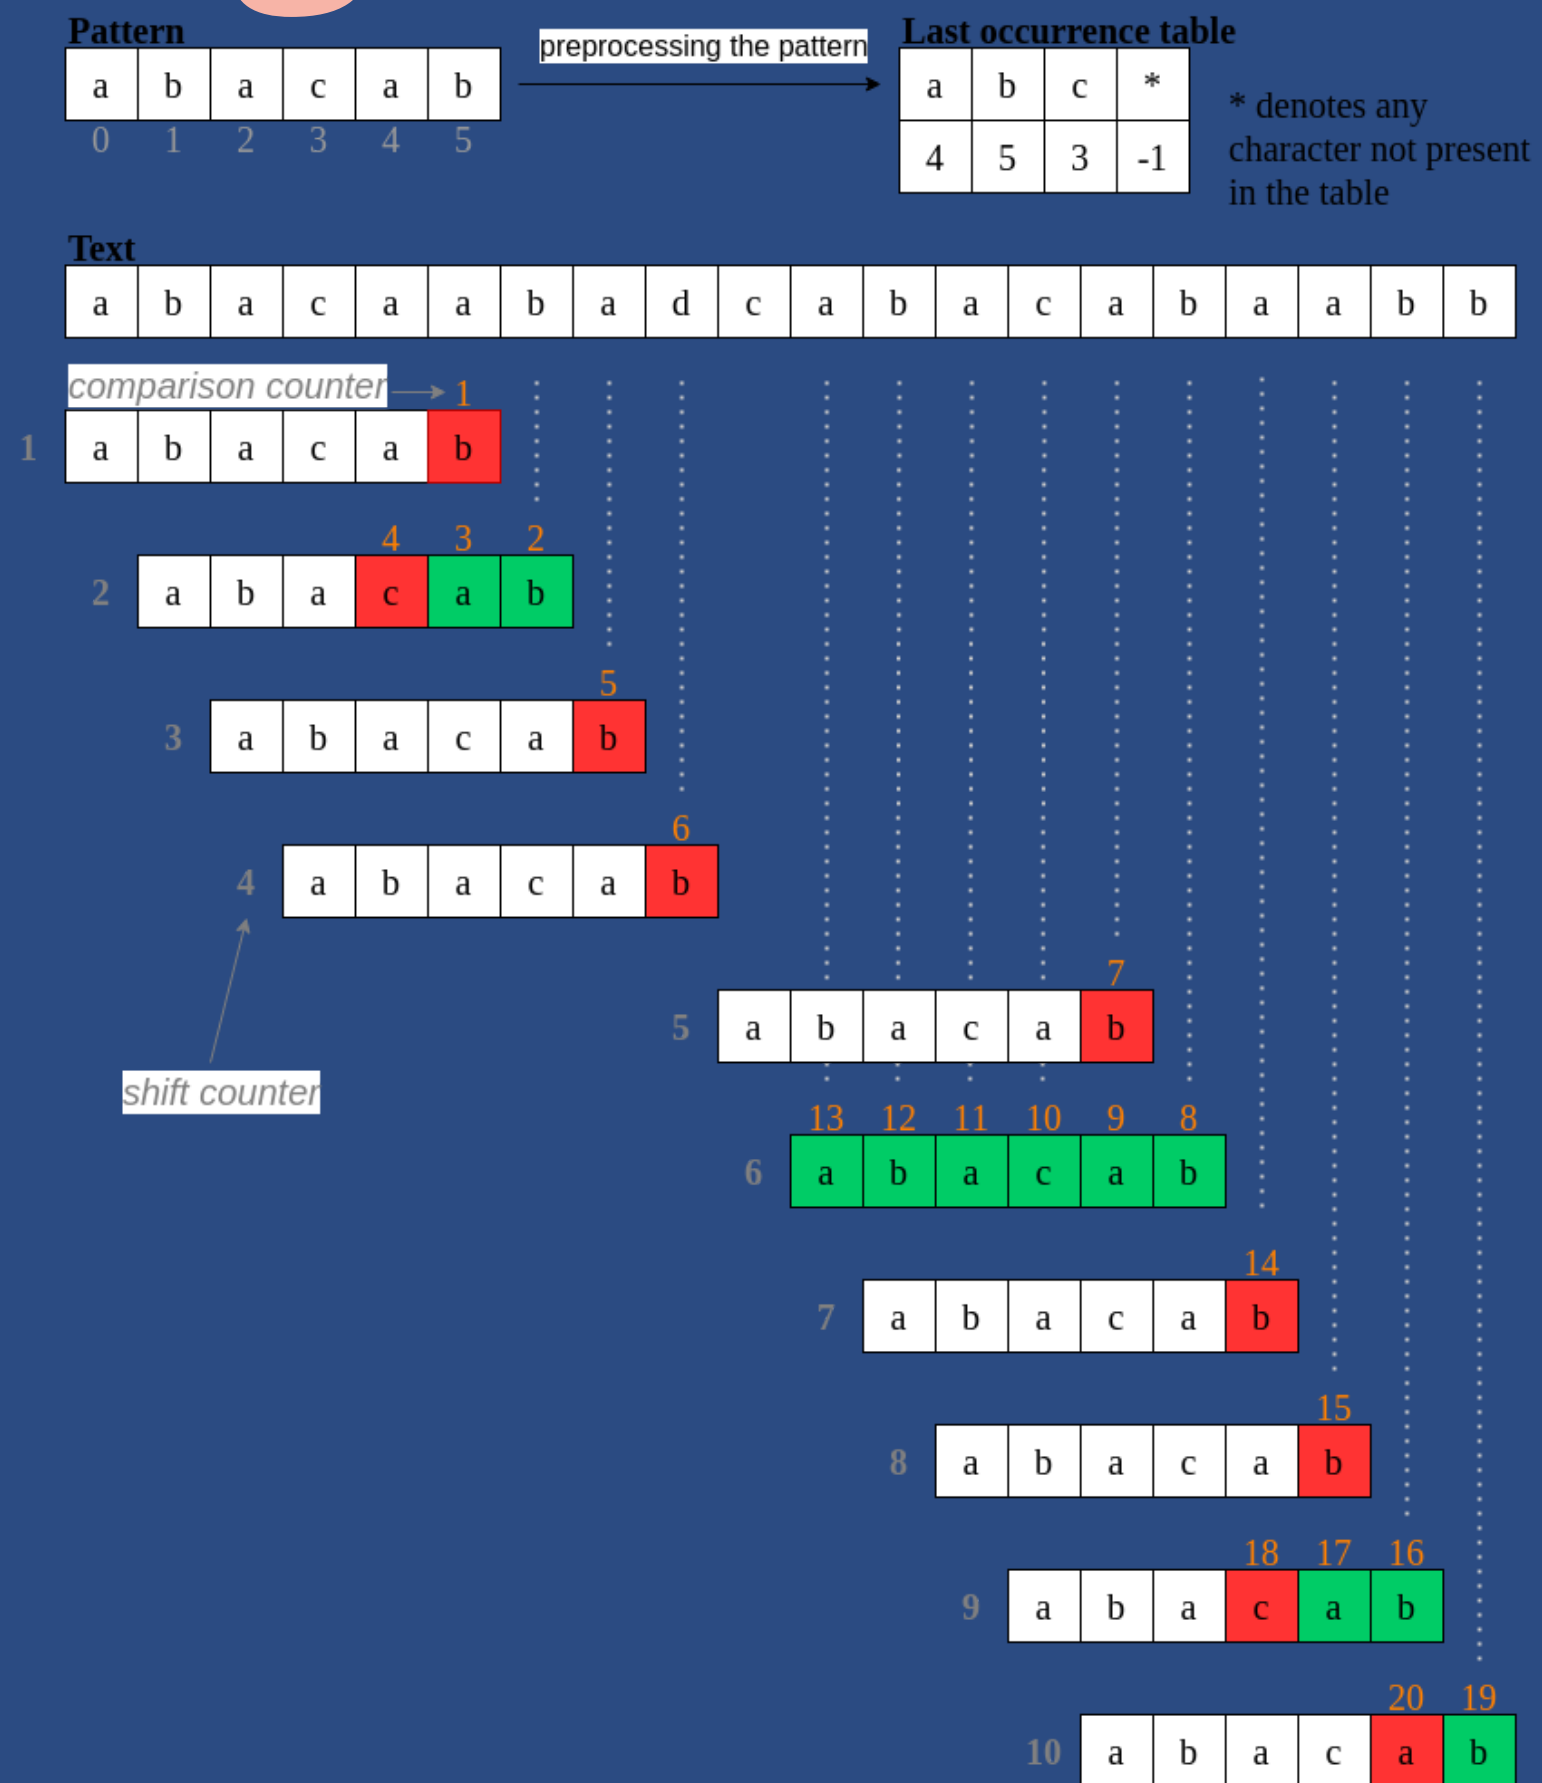 Pattern
preprocessing the pattern
Last occurrence table
a b a c a b
a b c *
0 1 2 3 4 5
4 5 3 -1
* denotes any
character not present
in the table
Text
a b a c a a b a d c a b a c a b a a b b
comparison counter 1
1 a b a c a b
4 3 2
2 a b a c a b
5
3 a b a c a b
6
4 a b a c a b
7
5 a b a c a b
shift counter
13 12 11 10 9 8
6 a b a c a b
14
7 a b a c a b
15
8 a b a c a b
18 17 16
9 a b a c a b
20 19
10 a b a c a b